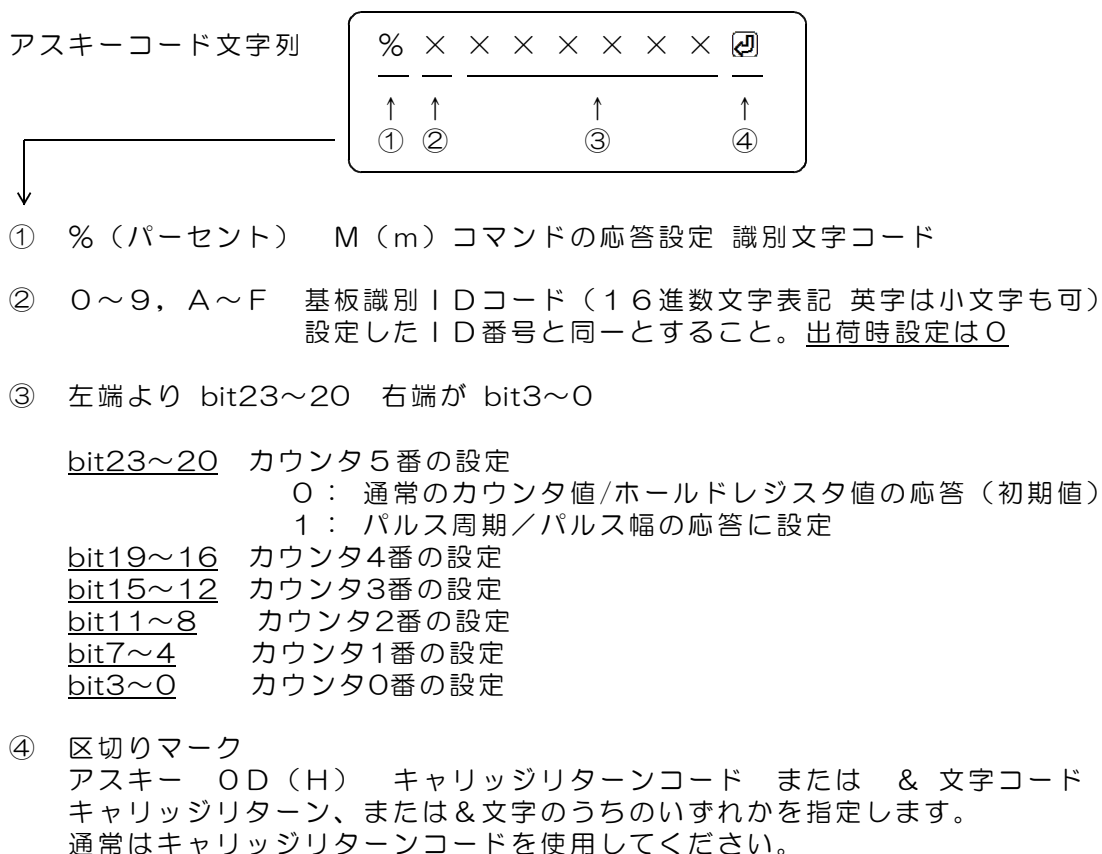 アスキーコード文字列 % × × × × × × × ↵
↑ ↑ ↑ ↑
① ② ③ ④
① %(パーセント) M(m)コマンドの応答設定 識別文字コード
② 0~9,A~F 基板識別IDコード(16進数文字表記 英字は小文字も可)
設定したID番号と同一とすること。出荷時設定は0
③ 左端より bit23~20 右端が bit3~0
bit23~20 カウンタ5番の設定
0: 通常のカウンタ値/ホールドレジスタ値の応答(初期値)
1: パルス周期/パルス幅の応答に設定
bit19~16 カウンタ4番の設定
bit15~12 カウンタ3番の設定
bit11~8 カウンタ2番の設定
bit7~4 カウンタ1番の設定
bit3~0 カウンタ0番の設定
④ 区切りマーク
アスキー 0D(H) キャリッジリターンコード または & 文字コード
キャリッジリターン、または&文字のうちのいずれかを指定します。
通常はキャリッジリターンコードを使用してください。